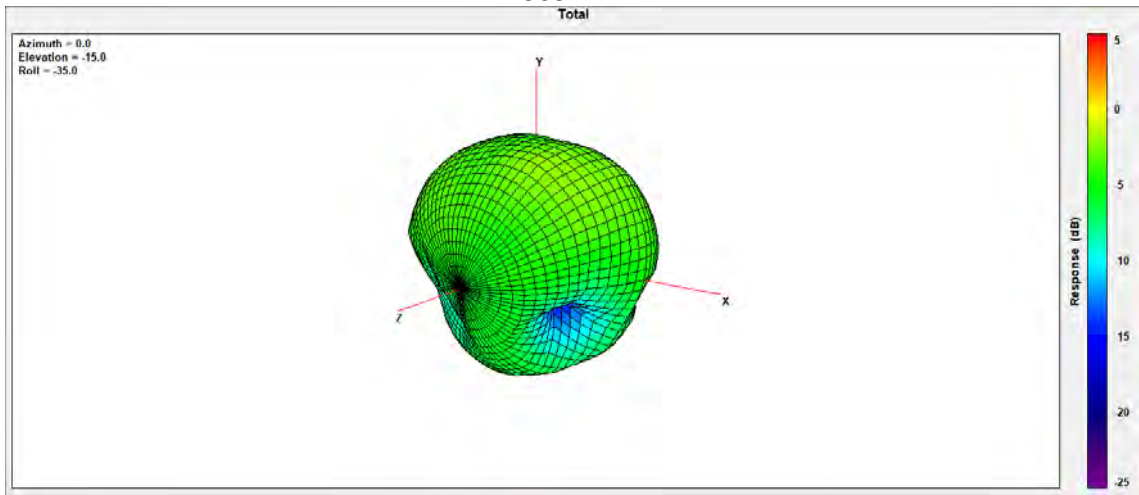 Total
Azimuth = 0.0
Elevation = -15.0
Roll = -35.0
Y
X
Z
5
0
-5
10
-15
-20
-25
Response (dB)